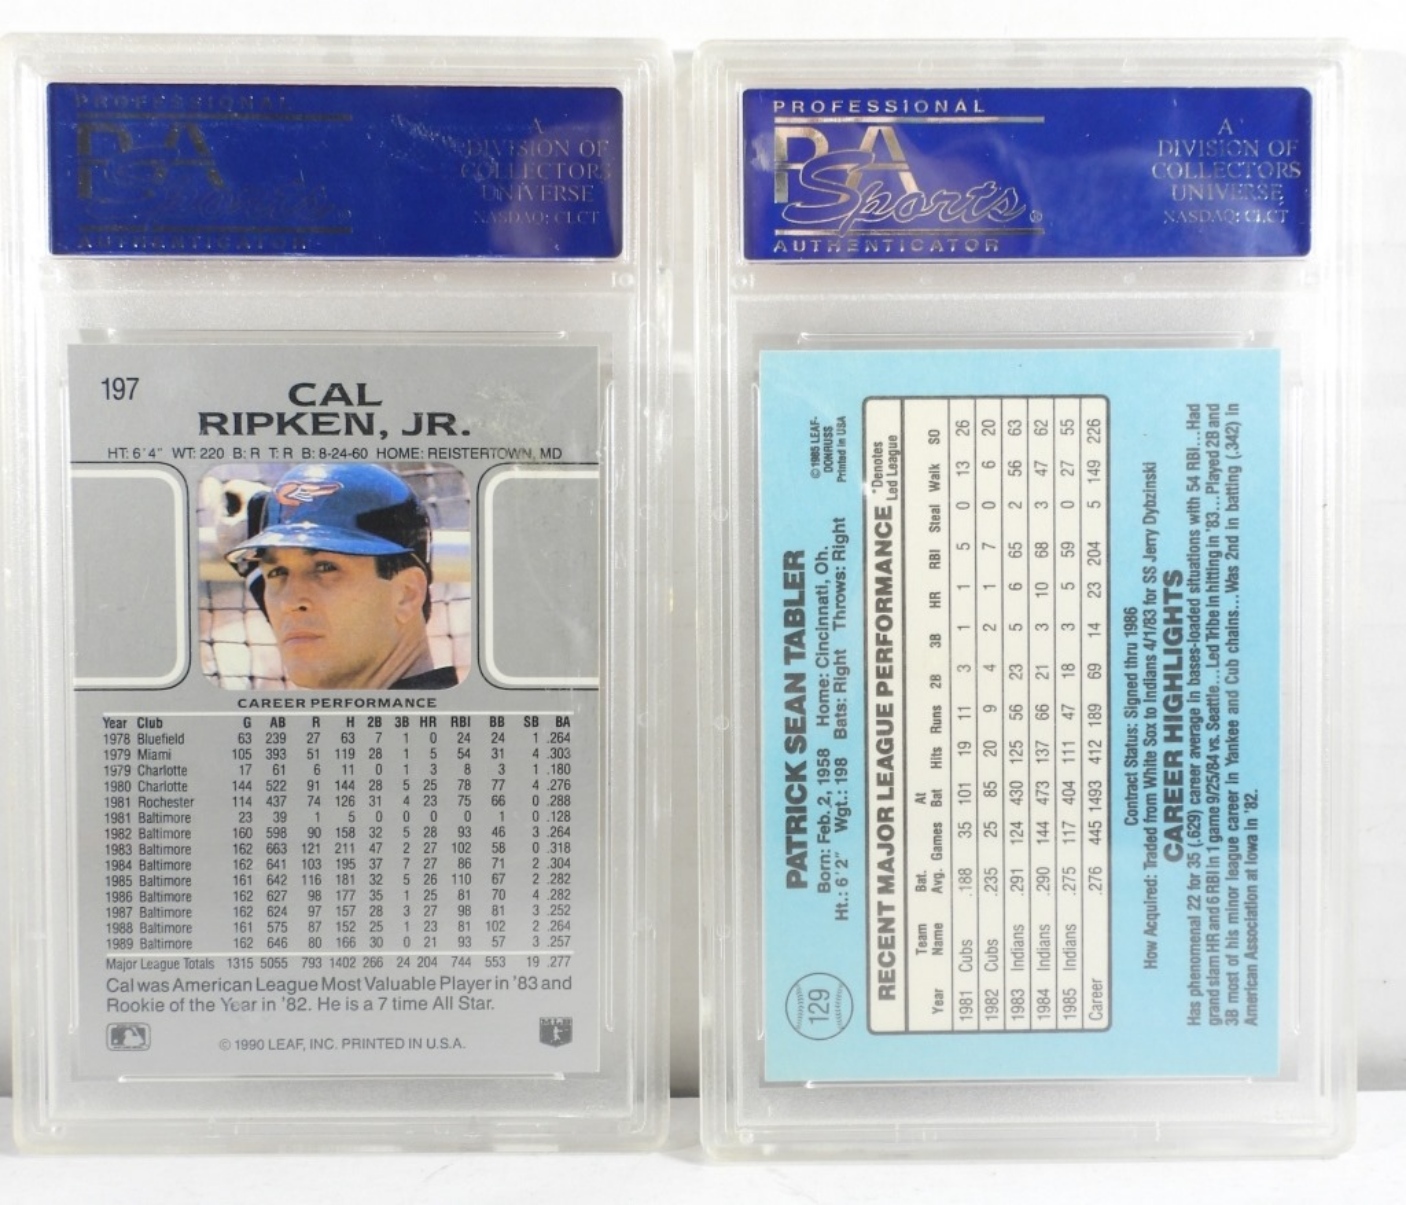 PROFESSIONAL
PSA
Sports®
AUTHENTICATOR
A
DIVISION OF
COLLECTORS
UNIVERSE
NASDAQ: CLCT
197
CAL
RIPKEN, JR.
HT: 6'4" WT: 220 B: R T: R B: 8-24-60 HOME: REISTERTOWN, MD
CAREER PERFORMANCE
Year Club G AB R H 2B 3B HR RBI BB SB BA
1978 Bluefield 63 239 27 63 7 1 0 24 24 1 .264
1979 Miami 105 393 51 119 28 1 5 54 31 4 .303
1979 Charlotte 17 61 6 11 0 1 3 8 3 1 .180
1980 Charlotte 144 522 91 144 28 5 25 78 77 4 .276
1981 Rochester 114 437 74 126 31 4 23 75 66 0 .288
1981 Baltimore 23 39 1 5 0 0 0 0 1 0 .128
1982 Baltimore 160 598 90 158 32 5 28 93 46 3 .264
1983 Baltimore 162 663 121 211 47 2 27 102 58 0 .318
1984 Baltimore 162 641 103 195 37 7 27 86 71 2 .304
1985 Baltimore 161 642 116 181 32 5 26 110 67 2 .282
1986 Baltimore 162 627 98 177 35 1 25 81 70 4 .282
1987 Baltimore 162 624 97 157 28 3 27 98 81 3 .252
1988 Baltimore 161 575 87 152 25 1 23 81 102 2 .264
1989 Baltimore 162 646 80 166 30 0 21 93 57 3 .257
Major League Totals 1315 5055 793 1402 266 24 204 744 553 19 .277
Cal was American League Most Valuable Player in '83 and
Rookie of the Year in '82. He is a 7 time All Star.
© 1990 LEAF, INC. PRINTED IN U.S.A.
PROFESSIONAL
PSA
Sports®
AUTHENTICATOR
A
DIVISION OF
COLLECTORS
UNIVERSE
NASDAQ: CLCT
129
PATRICK SEAN TABLER
Born: Feb. 2, 1958 Home: Cincinnati, Oh.
Ht.: 6'2" Wgt.: 198 Bats: Right Throws: Right
©1985 LEAF-
DONRUSS
Printed in USA
RECENT MAJOR LEAGUE PERFORMANCE
*Denotes
Led League
Year Team Name Bat. Avg. Games At Bat Hits Runs 2B 3B HR RBI Steal Walk SO
1981 Cubs .188 35 101 19 11 3 1 1 5 0 13 26
1982 Cubs .235 25 85 20 9 4 2 1 7 0 6 20
1983 Indians .291 124 430 125 56 23 5 6 65 2 56 63
1984 Indians .290 144 473 137 66 21 3 10 68 3 47 62
1985 Indians .275 117 404 111 47 18 3 5 59 0 27 55
Career .276 445 1493 412 189 69 14 23 204 5 149 226
Contract Status: Signed thru 1986
How Acquired: Traded from White Sox to Indians 4/1/83 for SS Jerry Dybzinski
CAREER HIGHLIGHTS
Has phenomenal 22 for 35 (.629) career average in bases-loaded situations with 54 RBI...Had
grand slam HR and 6 RBI in 1 game 9/25/84 vs. Seattle...Led Tribe in hitting in '83...Played 2B and
3B most of his minor league career in Yankee and Cub chains...Was 2nd in batting (.342) in
American Association at Iowa in '82.